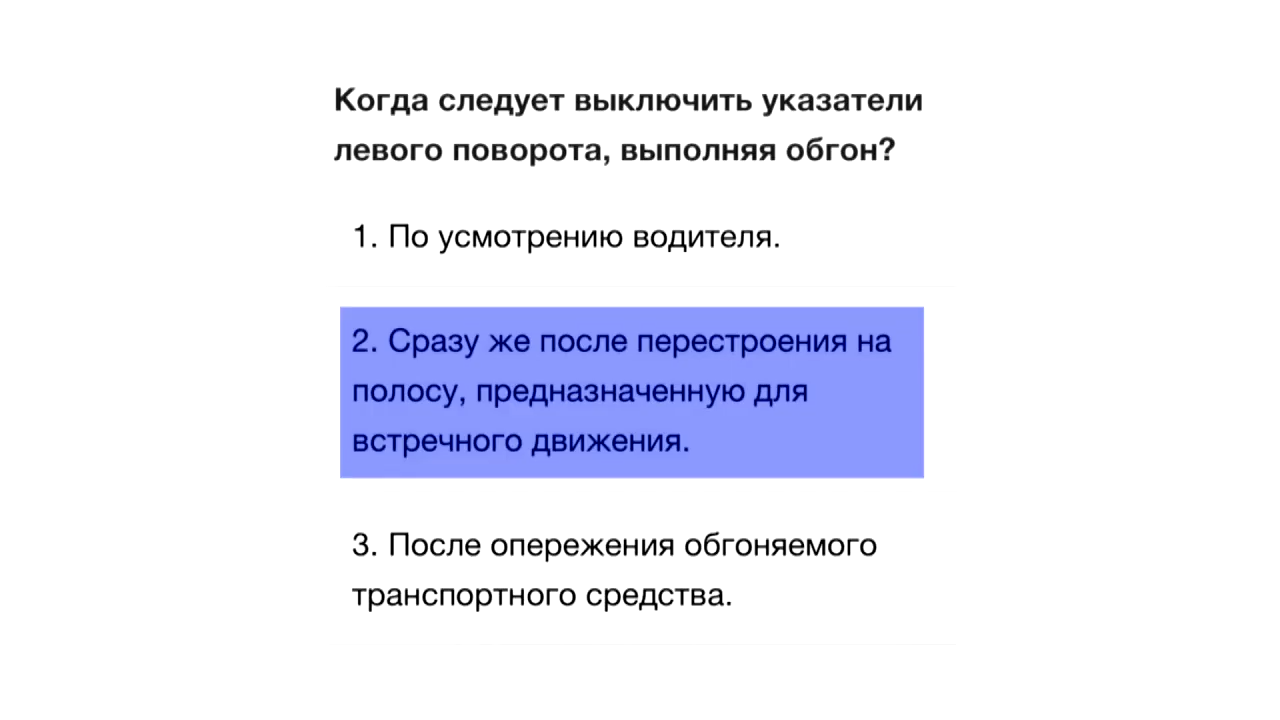 Когда следует выключить указатели
левого поворота, выполняя обгон?
1. По усмотрению водителя.
2. Сразу же после перестроения на
полосу, предназначенную для
встречного движения.
3. После опережения обгоняемого
транспортного средства.